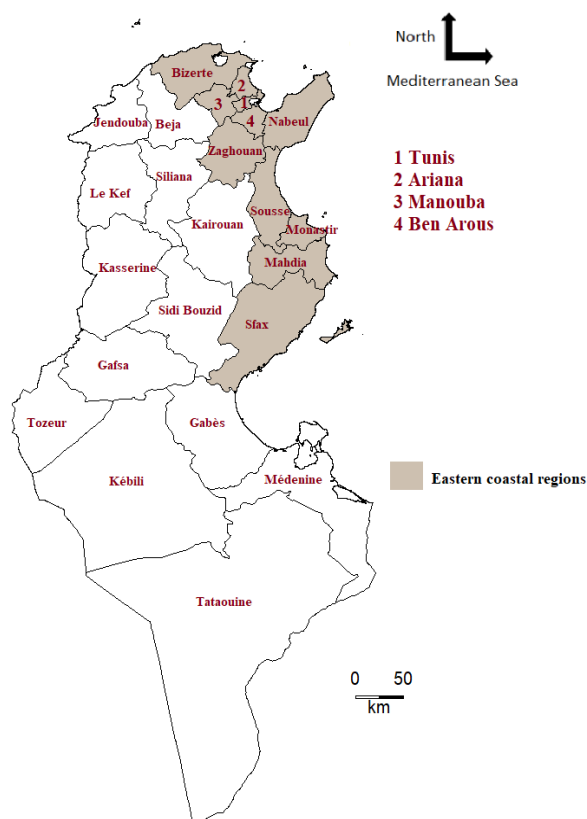 North
Mediterranean Sea
Bizerte
2
3
1
4
Jendouba
Beja
Nabeul
Zaghouan
1 Tunis
2 Ariana
3 Manouba
4 Ben Arous
Le Kef
Siliana
Kairouan
Sousse
Monastir
Kasserine
Mahdia
Sidi Bouzid
Sfax
Gafsa
Tozeur
Gabès
Kébili
Médenine
Eastern coastal regions
Tataouine
0 50
km